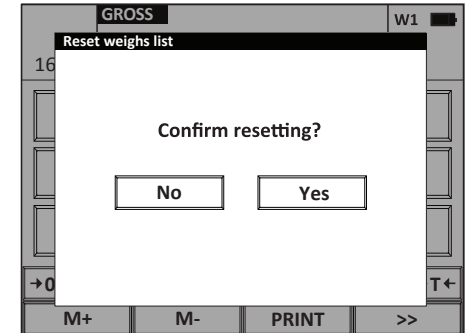 GROSS W1
Reset weighs list
16
Confirm resetting?
No Yes
→0 T←
M+ M- PRINT >>